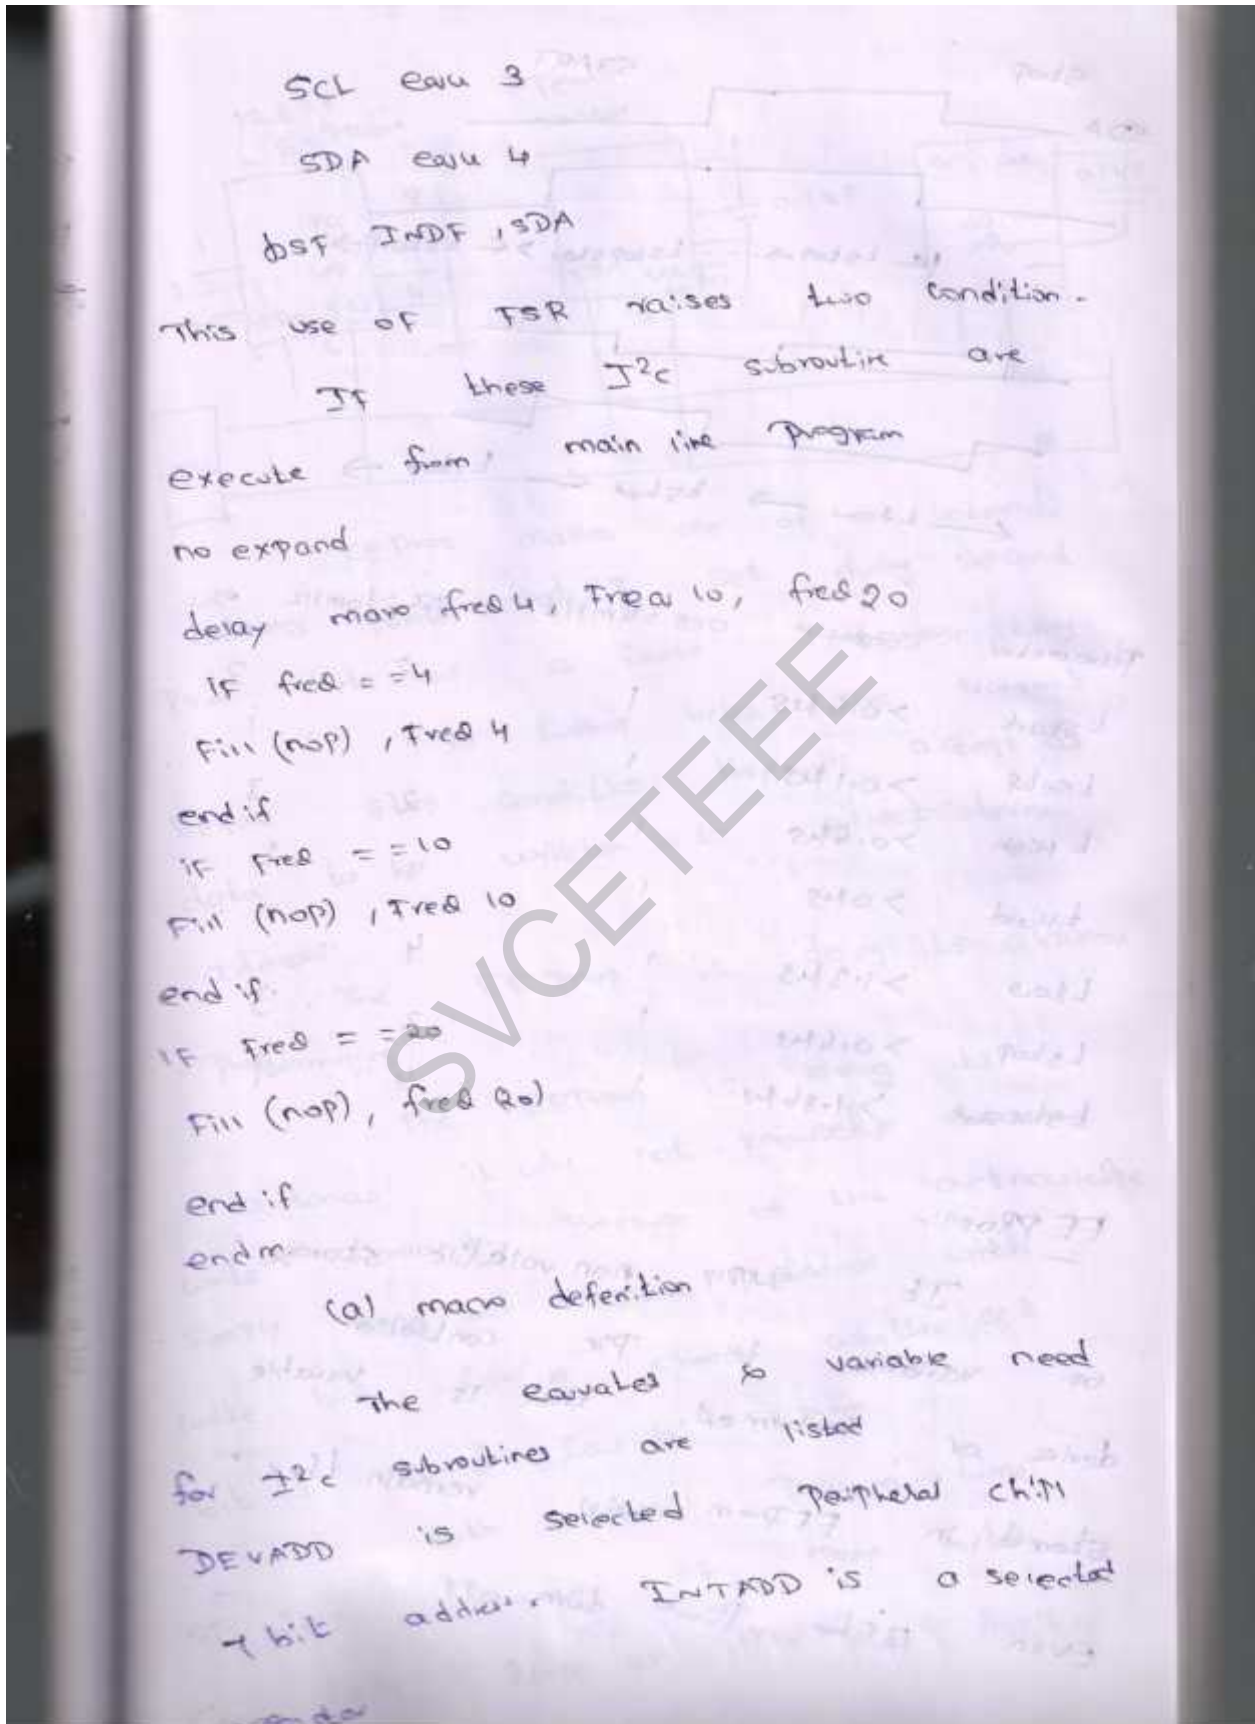 SCL equ 3
SDA equ 4
bsf INDF, SDA
This use of FSR raises two condition.
If these I²C subroutine are
execute from main line program
no expand
delay macro freq 4, Freq 10, freq 20
if freq = = 4
Fill (nop), Freq 4
end if
if Freq = = 10
Fill (nop), Freq 10
end if
if Freq = = 20
Fill (nop), freq 20)
end if
endm
(a) macro defenition
The equates & variable need
for I²C subroutines are listed
DEVADD is selected peripheral chip
7 bit address. INTADD is a selected
SVCETEEE